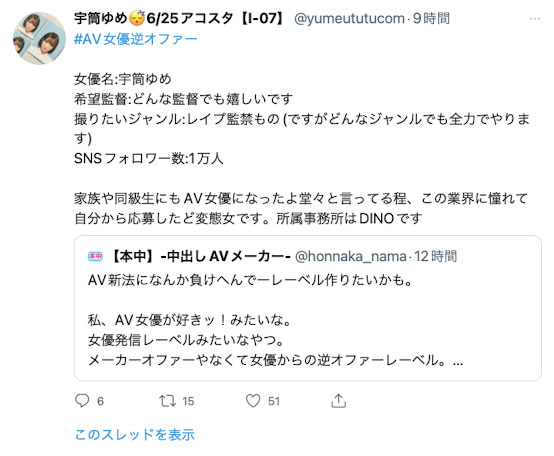 宇筒ゆめ😴6/25アコスタ【I-07】 @yumeututucom · 9時間
#AV女優逆オファー
女優名:宇筒ゆめ
希望監督:どんな監督でも嬉しいです
撮りたいジャンル:レイプ監禁もの (ですがどんなジャンルでも全力でやりま
す)
SNSフォロワー数:1万人
家族や同級生にもAV女優になったよ堂々と言ってる程、この業界に憧れて
自分から応募したど変態女です。所属事務所はDINOです
本中 【本中】-中出しAVメーカー- @honnaka_nama · 12時間
AV新法になんか負けへんでーレーベル作りたいかも。
私、AV女優が好きッ！みたいな。
女優発信レーベルみたいなやつ。
メーカーオファーやなくて女優からの逆オファーレーベル。...
6 15 51
このスレッドを表示